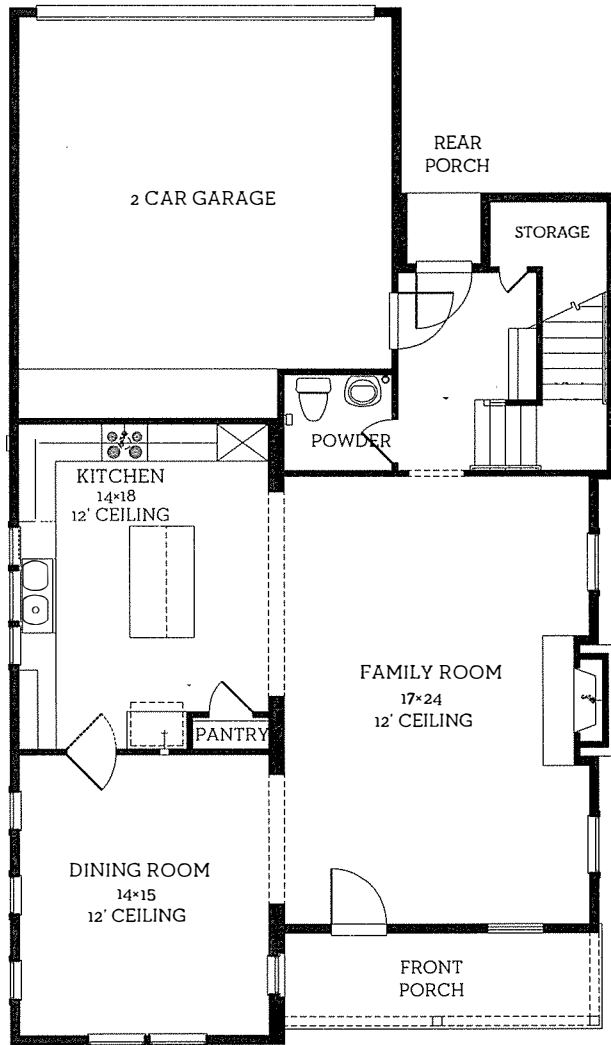 REAR
PORCH
2 CAR GARAGE
STORAGE
POWDER
KITCHEN
14×18
12' CEILING
FAMILY ROOM
17×24
12' CEILING
GAS
PANTRY
DINING ROOM
14×15
12' CEILING
FRONT
PORCH